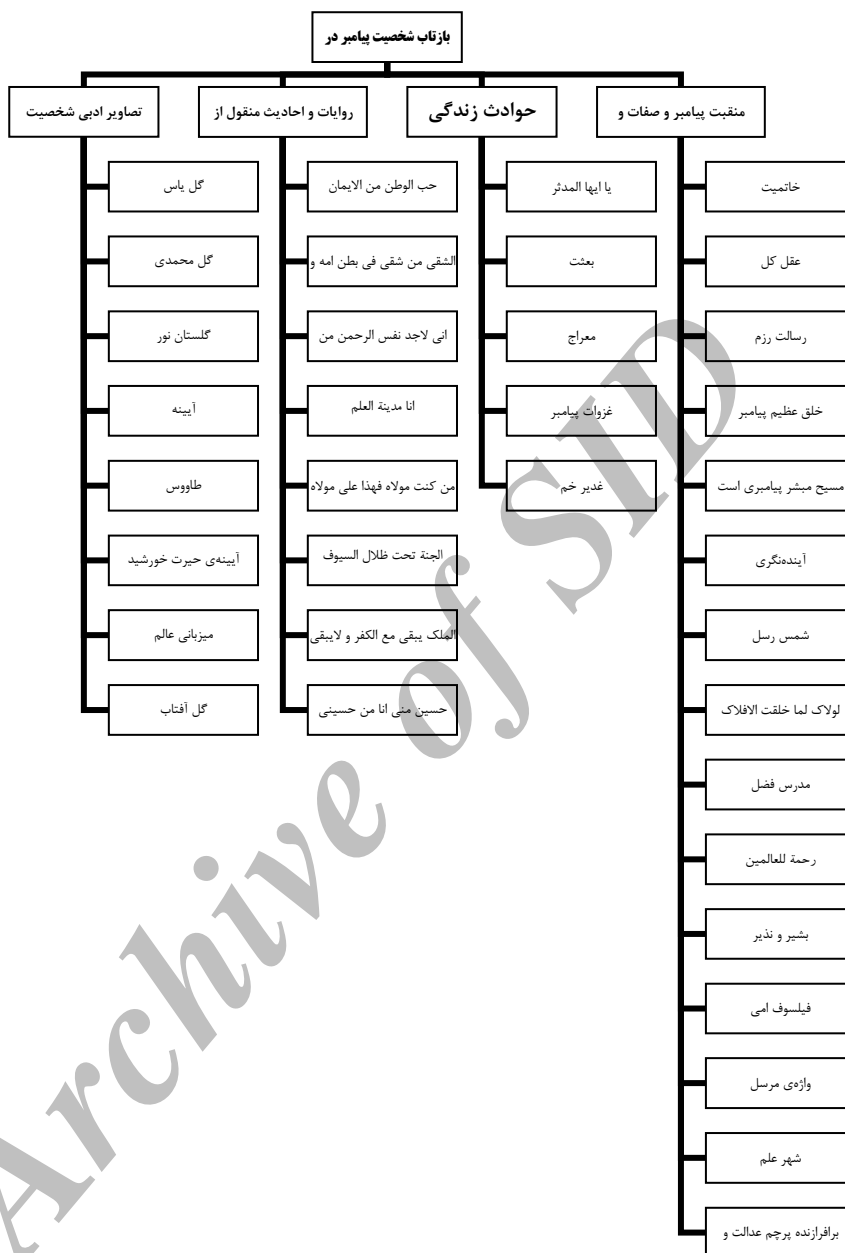 بازتاب شخصیت پیامبر در
منقبت پیامبر و صفات و
حوادث زندگی
روایات و احادیث منقول از
تصاویر ادبی شخصیت
خاتمیت
عقل کل
رسالت رزم
خلق عظیم پیامبر
مسیح مبشر پیامبری است
آینده‌نگری
شمس رسل
لولاک لما خلقت الافلاک
مدرس فضل
رحمة للعالمین
بشیر و نذیر
فیلسوف امی
واژه‌ی مرسل
شهر علم
برافرازنده پرچم عدالت و
یا ایها المدثر
بعثت
معراج
غزوات پیامبر
غدیر خم
حب الوطن من الایمان
الشقی من شقی فی بطن امه و
انی لاجد نفس الرحمن من
انا مدینة العلم
من کنت مولاه فهذا علی مولاه
الجنة تحت ظلال السیوف
الملک یبقی مع الکفر و لایبقی
حسین منی انا من حسینی
گل یاس
گل محمدی
گلستان نور
آیینه
طاووس
آیینه‌ی حیرت خورشید
میزبانی عالم
گل آفتاب
Archive of SID